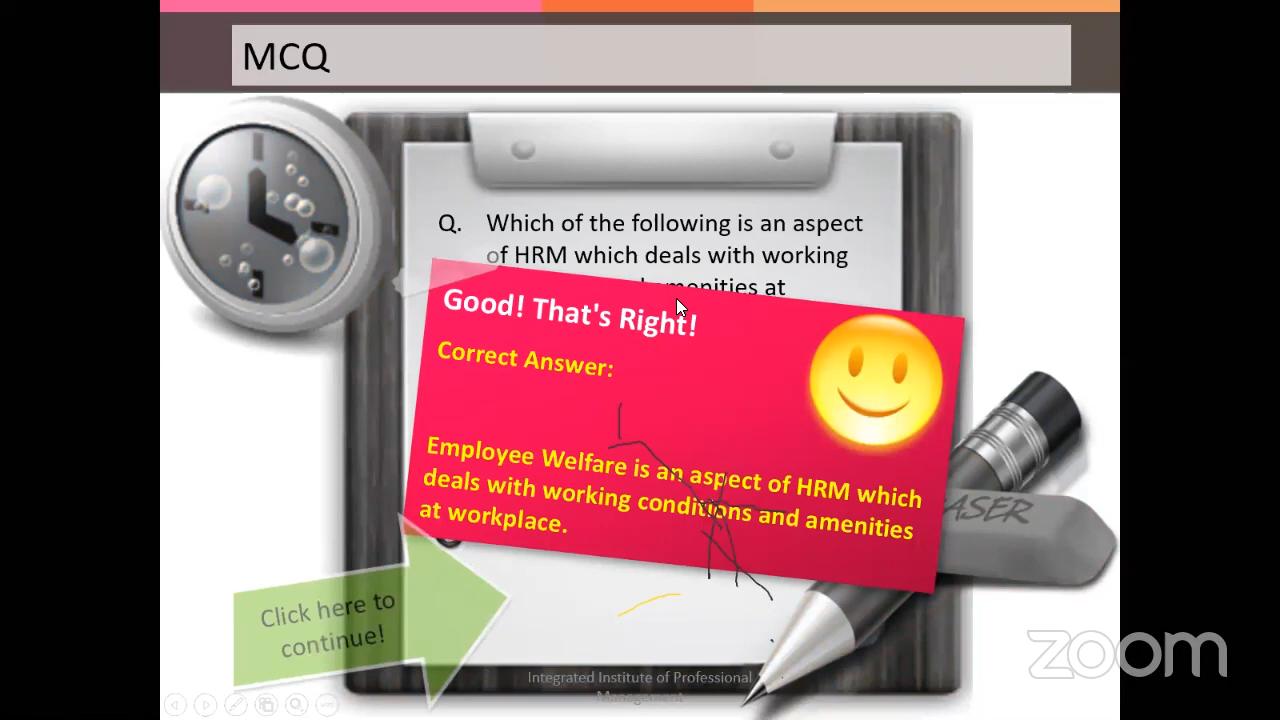 MCQ
Q. Which of the following is an aspect
of HRM which deals with working
amenities at
Good! That's Right!
Correct Answer:
Employee Welfare is an aspect of HRM which
deals with working conditions and amenities
at workplace.
Click here to
continue!
Integrated Institute of Professional
Management
zoom